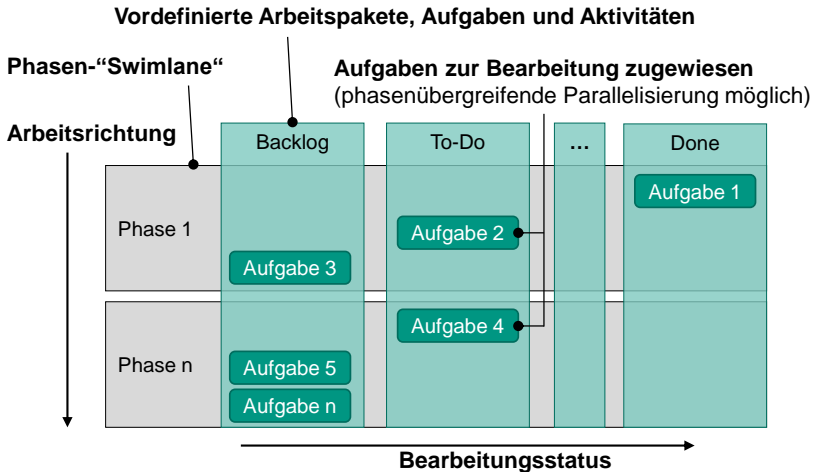 Vordefinierte Arbeitspakete, Aufgaben und Aktivitäten
Phasen-“Swimlane“
Aufgaben zur Bearbeitung zugewiesen
(phasenübergreifende Parallelisierung möglich)
Arbeitsrichtung
Backlog
To-Do
...
Done
Phase 1
Aufgabe 1
Aufgabe 2
Aufgabe 3
Phase n
Aufgabe 4
Aufgabe 5
Aufgabe n
Bearbeitungsstatus